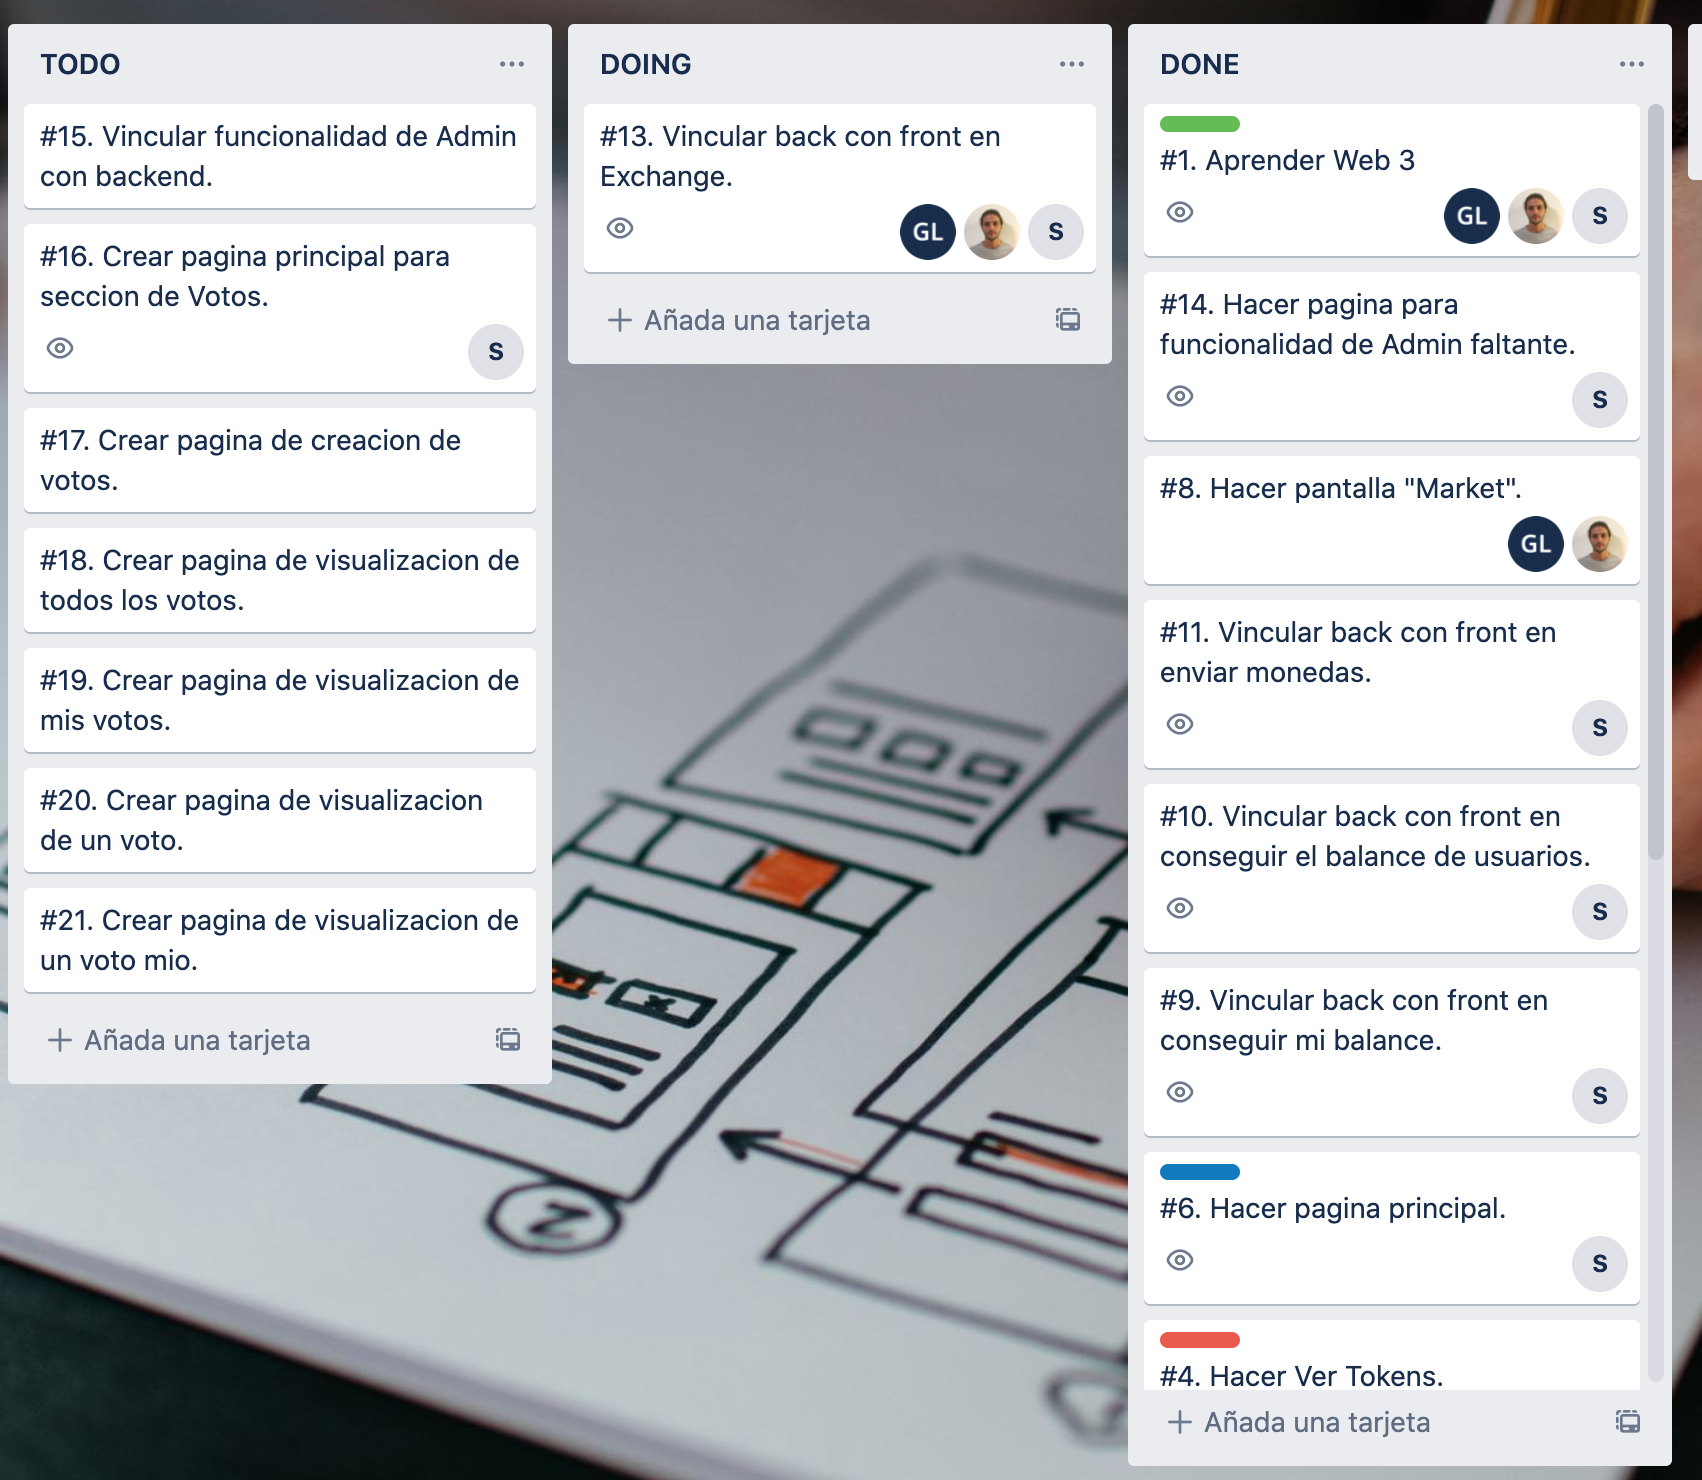 TODO
#15. Vincular funcionalidad de Admin
con backend.
#16. Crear pagina principal para
seccion de Votos.
S
#17. Crear pagina de creacion de
votos.
#18. Crear pagina de visualizacion de
todos los votos.
#19. Crear pagina de visualizacion de
mis votos.
#20. Crear pagina de visualizacion
de un voto.
#21. Crear pagina de visualizacion de
un voto mio.
Añada una tarjeta
DOING
#13. Vincular back con front en
Exchange.
GL S
Añada una tarjeta
DONE
#1. Aprender Web 3
GL S
#14. Hacer pagina para
funcionalidad de Admin faltante.
S
#8. Hacer pantalla "Market".
GL
#11. Vincular back con front en
enviar monedas.
S
#10. Vincular back con front en
conseguir el balance de usuarios.
S
#9. Vincular back con front en
conseguir mi balance.
S
#6. Hacer pagina principal.
S
#4. Hacer Ver Tokens.
Añada una tarjeta